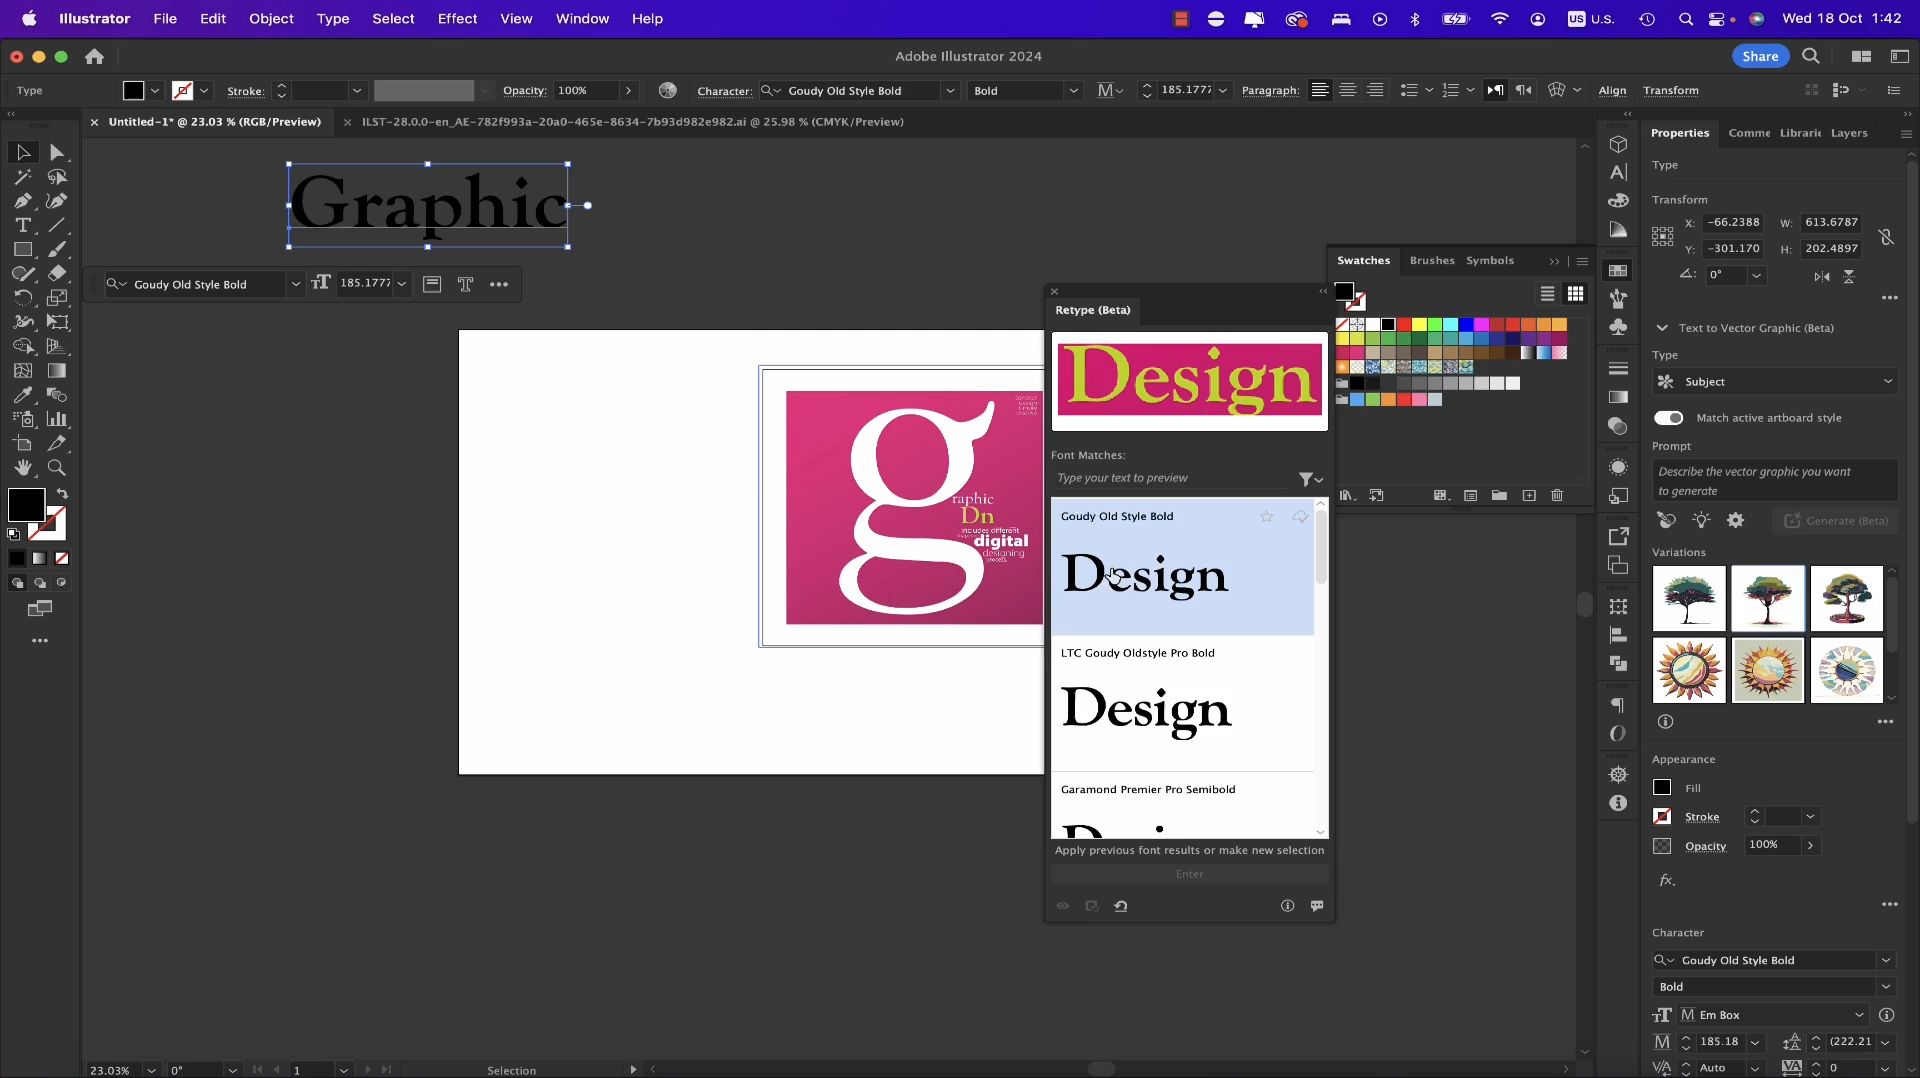 Illustrator File Edit Object Type Select Effect View Window Help
US U.S. Wed 18 Oct 1:42
Adobe Illustrator 2024
Share
Type Stroke: Opacity: 100% Character: Goudy Old Style Bold Bold 185.1777 Paragraph: Align Transform
Untitled-1* @ 23.03 % (RGB/Preview) ILST-28.0.0-en_AE-782f993a-20a0-465e-8634-7b93d982e982.ai @ 25.98 % (CMYK/Preview)
Graphic
Goudy Old Style Bold 185.1777
concept
design
simple
creative
g
raphic
Dn
includes different
digital
designing
process.
Retype (Beta)
Design
Font Matches:
Type your text to preview
Goudy Old Style Bold
Design
LTC Goudy Oldstyle Pro Bold
Design
Garamond Premier Pro Semibold
Apply previous font results or make new selection
Enter
Swatches Brushes Symbols
Properties Comme Librarie Layers
Type
Transform
X: -66.2388 W: 613.6787
Y: -301.170 H: 202.4897
0°
Text to Vector Graphic (Beta)
Type
Subject
Match active artboard style
Prompt
Describe the vector graphic you want
to generate
Generate (Beta)
Variations
Appearance
Fill
Stroke
Opacity 100%
fx.
Character
Goudy Old Style Bold
Bold
Em Box
185.18 (222.21
Auto 0
23.03% 0° 1 Selection